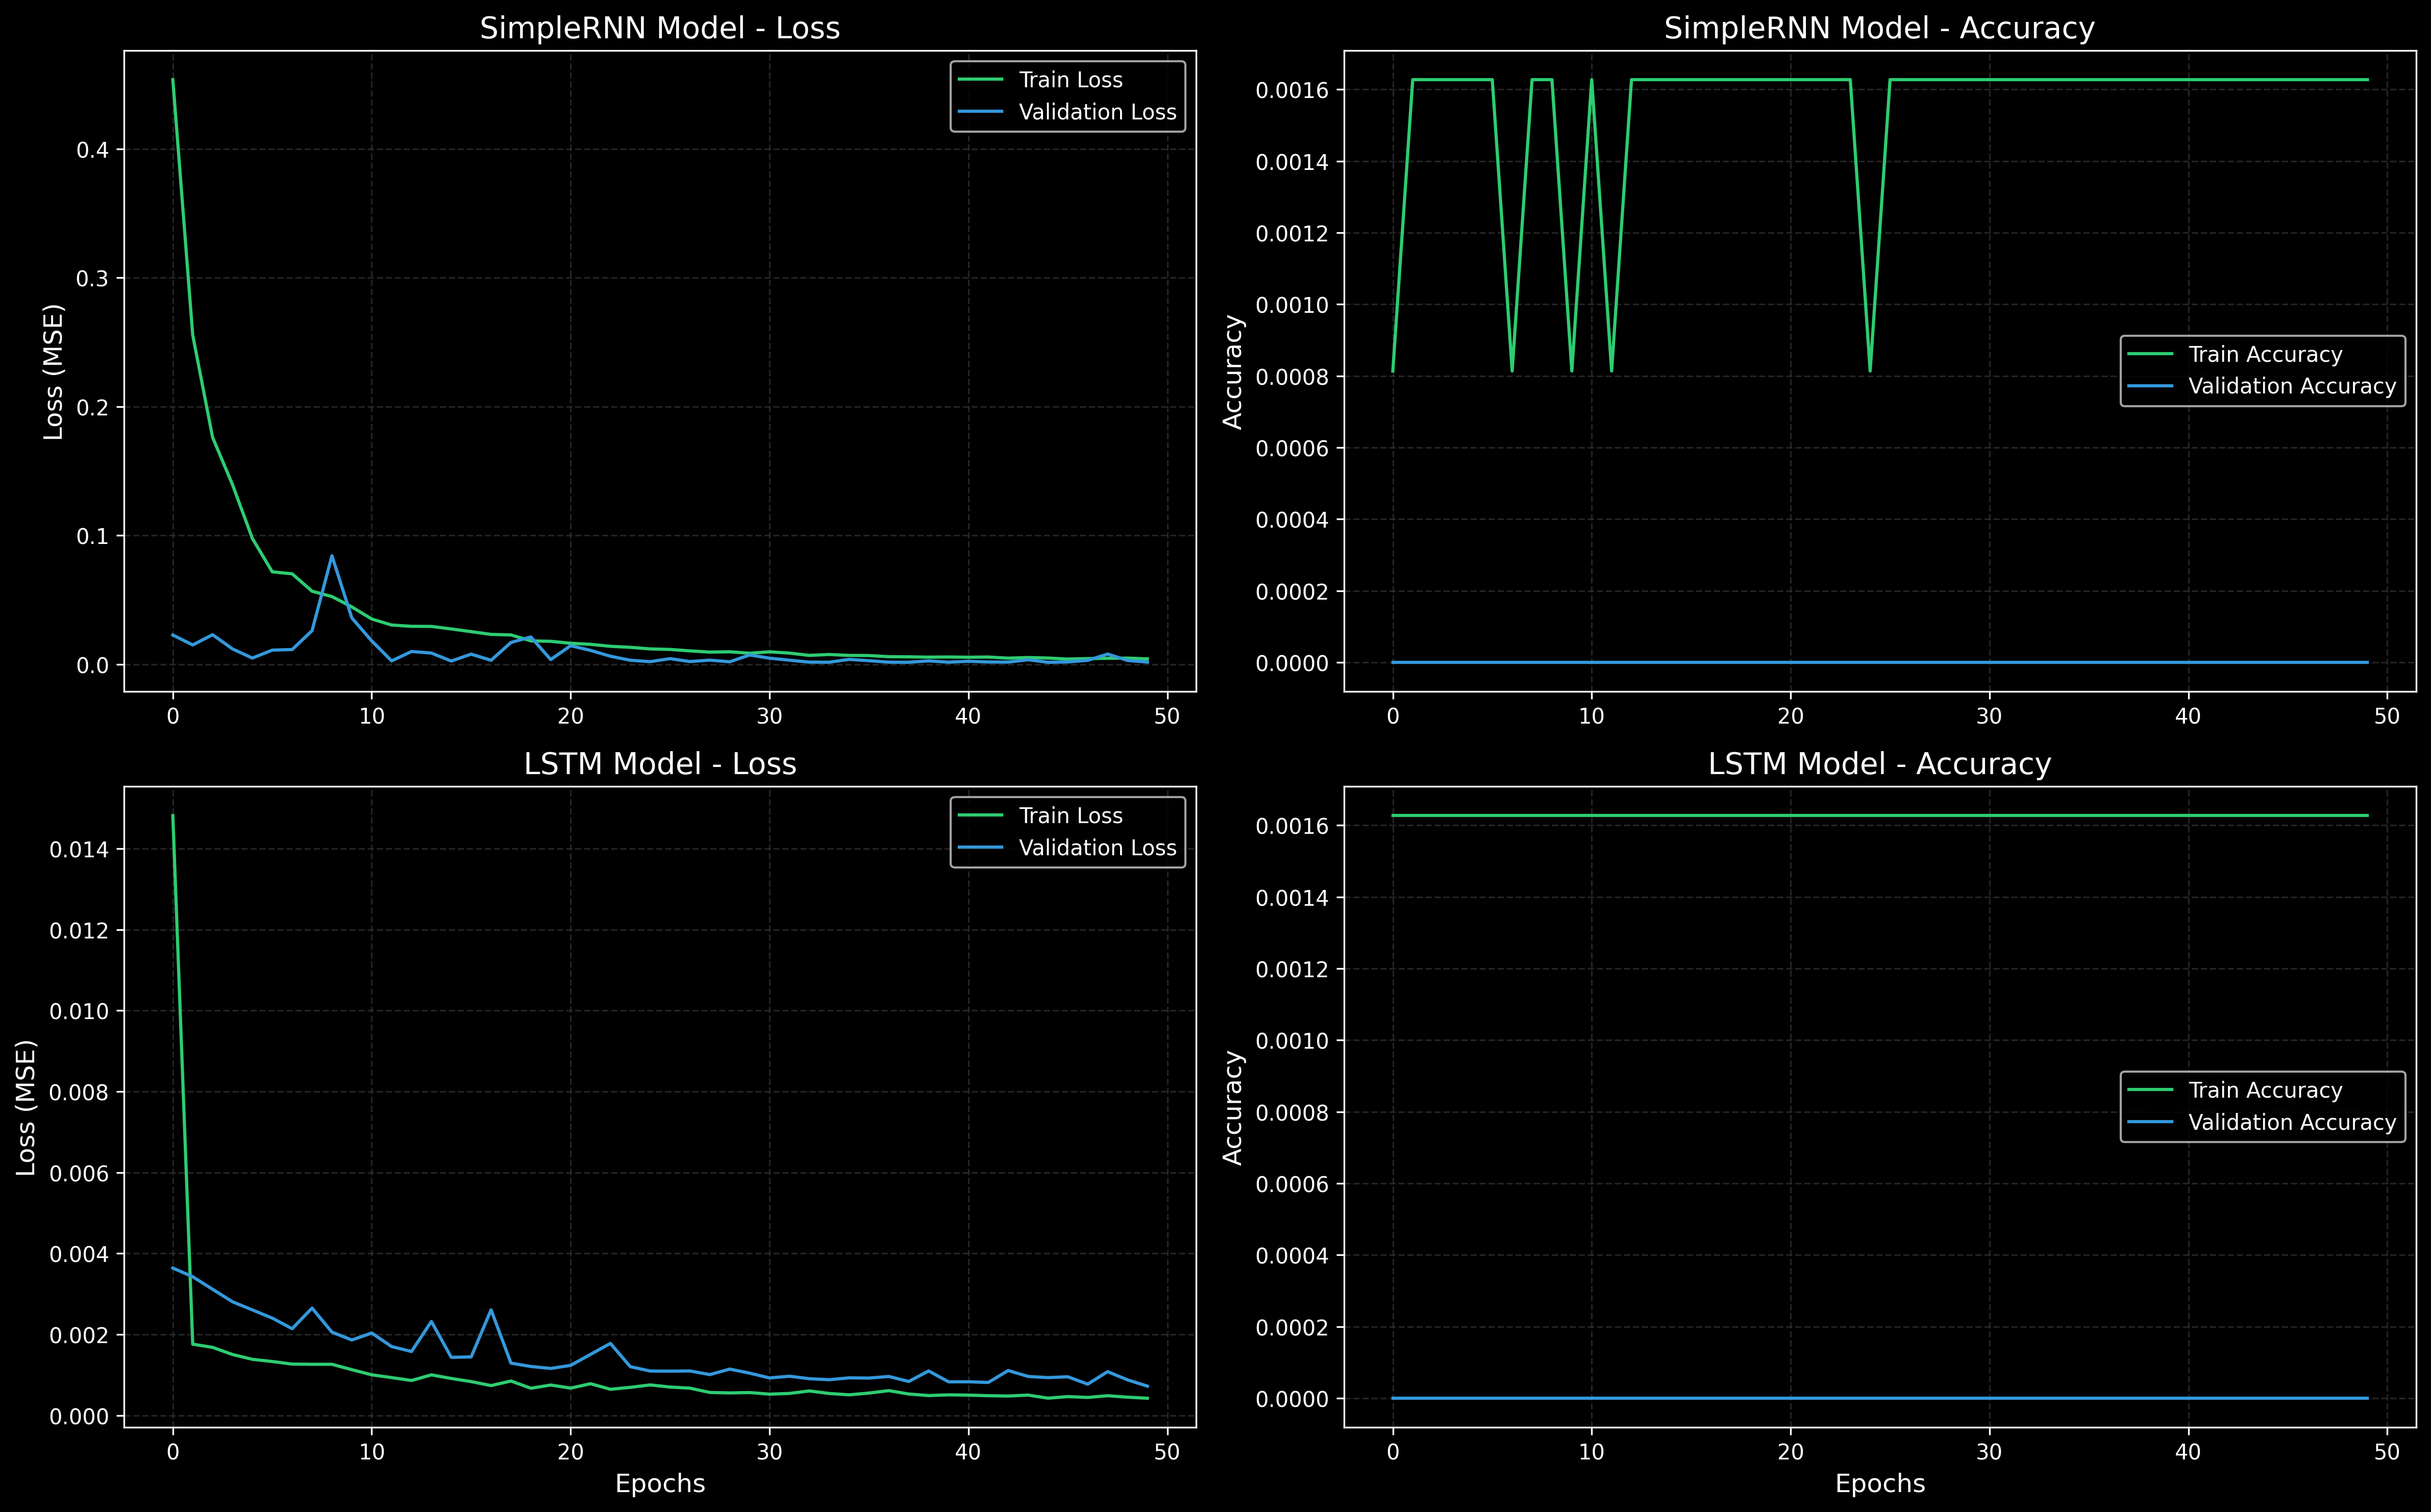 SimpleRNN Model - Loss
Loss (MSE)
0.4
0.3
0.2
0.1
0.0
Train Loss
Validation Loss
0 10 20 30 40 50
SimpleRNN Model - Accuracy
Accuracy
0.0016
0.0014
0.0012
0.0010
0.0008
0.0006
0.0004
0.0002
0.0000
Train Accuracy
Validation Accuracy
0 10 20 30 40 50
LSTM Model - Loss
Loss (MSE)
0.014
0.012
0.010
0.008
0.006
0.004
0.002
0.000
Train Loss
Validation Loss
0 10 20 30 40 50
Epochs
LSTM Model - Accuracy
Accuracy
0.0016
0.0014
0.0012
0.0010
0.0008
0.0006
0.0004
0.0002
0.0000
Train Accuracy
Validation Accuracy
0 10 20 30 40 50
Epochs